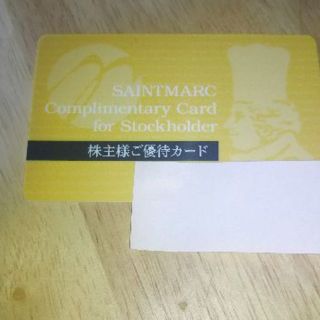 SAINTMARC
Complimentary Card
for Stockholder
株主様ご優待カード